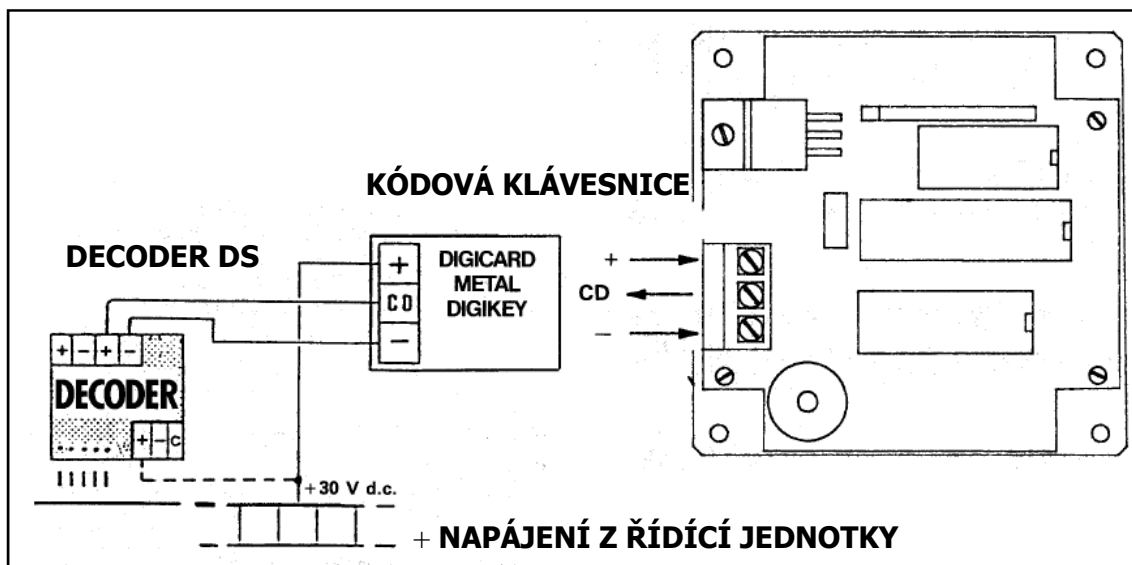 KÓDOVÁ KLÁVESNICE
DECODER DS
+ DIGICARD
CD METAL
− DIGIKEY
+
CD
−
+ − + −
DECODER
+ − C
+30 V d.c.
+ NAPÁJENÍ Z ŘÍDÍCÍ JEDNOTKY